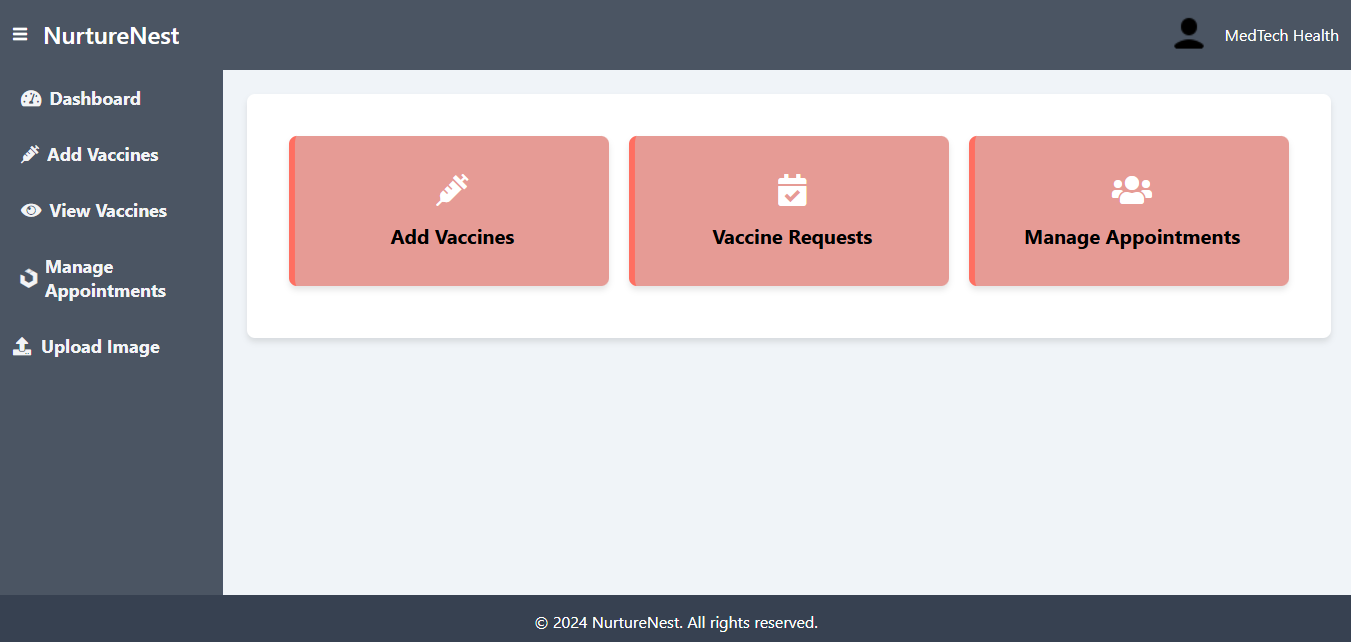 NurtureNest
MedTech Health
Dashboard
Add Vaccines
View Vaccines
Manage
Appointments
Upload Image
Add Vaccines
Vaccine Requests
Manage Appointments
© 2024 NurtureNest. All rights reserved.